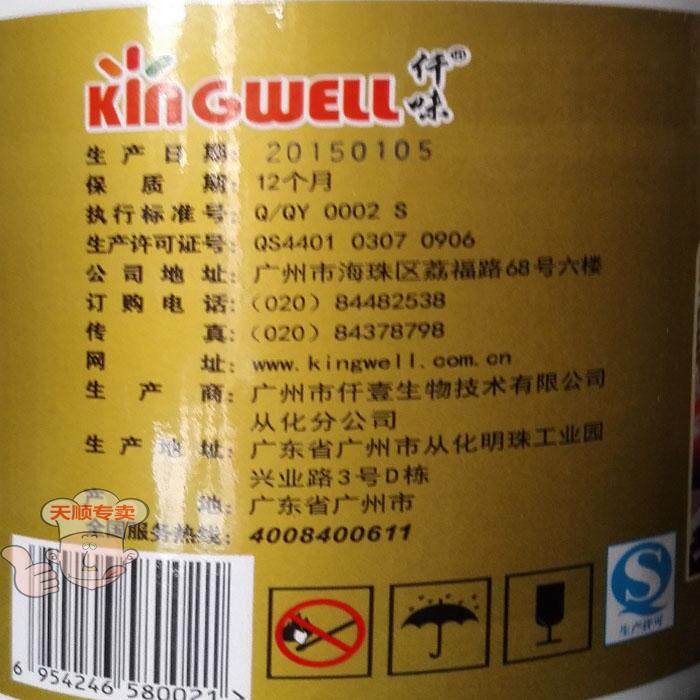 KingWELL 仟味
生产日期: 20150105
保质期: 12个月
执行标准号: Q/QY 0002 S
生产许可证号: QS4401 0307 0906
公司地址: 广州市海珠区荔福路68号六楼
订购电话: (020) 84482538
传真: (020) 84378798
网址: www.kingwell.com.cn
生产商: 广州市仟壹生物技术有限公司
从化分公司
生产地址: 广东省广州市从化明珠工业园
兴业路3号D栋
产地: 广东省广州市
全国服务热线: 4008400611
天顺专卖
6 954246 580021 >
QS
生产许可